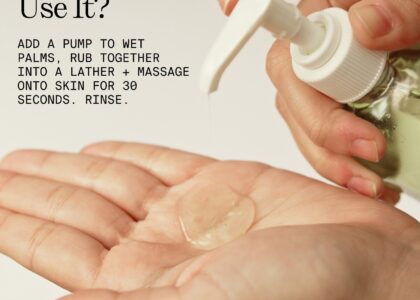 Use It?
ADD A PUMP TO WET
PALMS, RUB TOGETHER
INTO A LATHER + MASSAGE
ONTO SKIN FOR 30
SECONDS. RINSE.